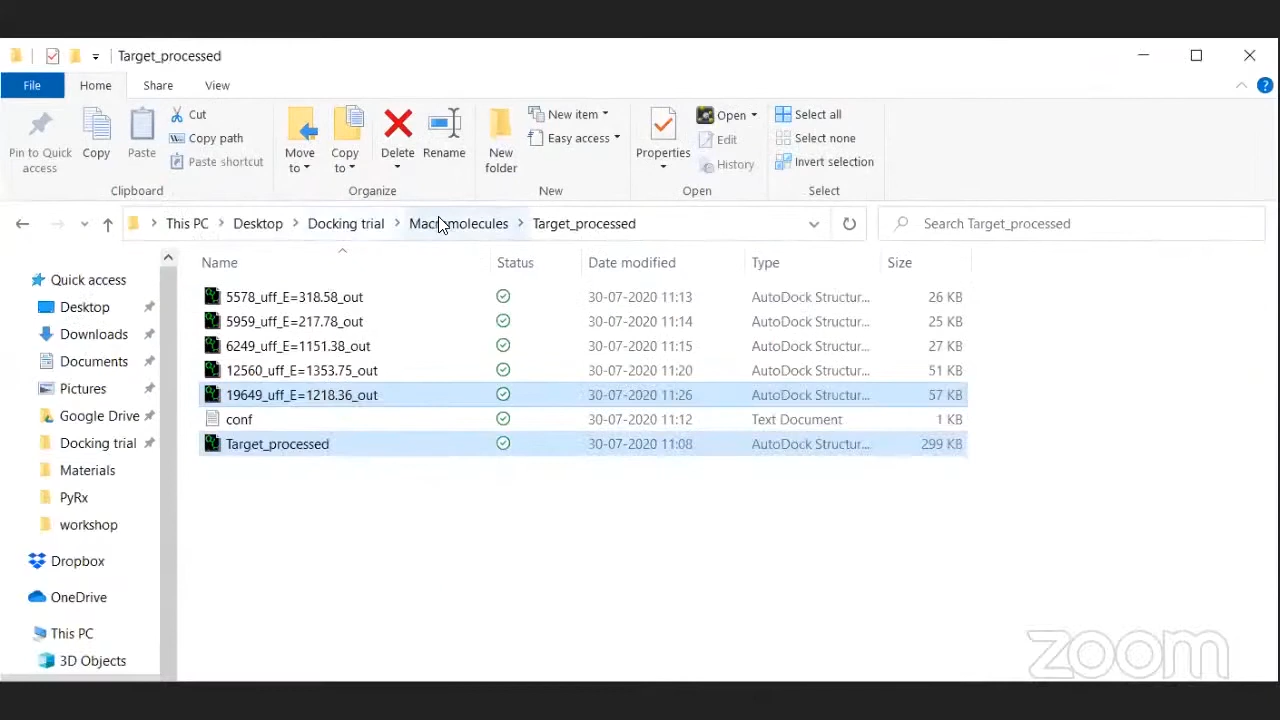 Target_processed
File Home Share View
Pin to Quick access
Copy
Paste
Cut
Copy path
Paste shortcut
Clipboard
Move to
Copy to
Delete
Rename
Organize
New folder
New item
Easy access
New
Properties
Open
Edit
History
Open
Select all
Select none
Invert selection
Select
This PC > Desktop > Docking trial > Macromolecules > Target_processed
Search Target_processed
Name Status Date modified Type Size
5578_uff_E=318.58_out 30-07-2020 11:13 AutoDock Structur... 26 KB
5959_uff_E=217.78_out 30-07-2020 11:14 AutoDock Structur... 25 KB
6249_uff_E=1151.38_out 30-07-2020 11:15 AutoDock Structur... 27 KB
12560_uff_E=1353.75_out 30-07-2020 11:20 AutoDock Structur... 51 KB
19649_uff_E=1218.36_out 30-07-2020 11:26 AutoDock Structur... 57 KB
conf 30-07-2020 11:12 Text Document 1 KB
Target_processed 30-07-2020 11:08 AutoDock Structur... 299 KB
Quick access
Desktop
Downloads
Documents
Pictures
Google Drive
Docking trial
Materials
PyRx
workshop
Dropbox
OneDrive
This PC
3D Objects
zoom